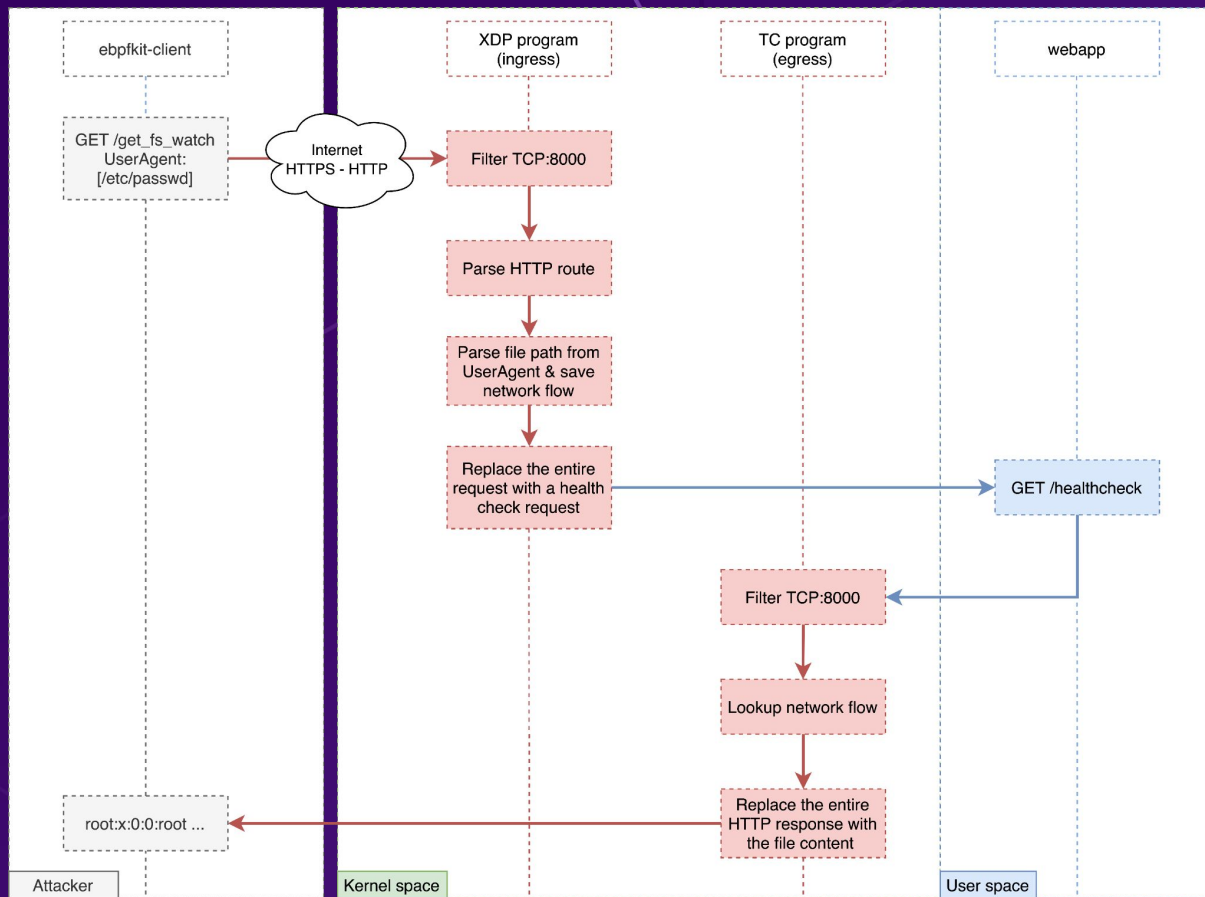 ebpfkit-client
XDP program
(ingress)
TC program
(egress)
webapp
GET /get_fs_watch
UserAgent:
[/etc/passwd]
Internet
HTTPS - HTTP
Filter TCP:8000
Parse HTTP route
Parse file path from
UserAgent & save
network flow
Replace the entire
request with a health
check request
GET /healthcheck
Filter TCP:8000
Lookup network flow
Replace the entire
HTTP response with
the file content
root:x:0:0:root ...
Attacker
Kernel space
User space